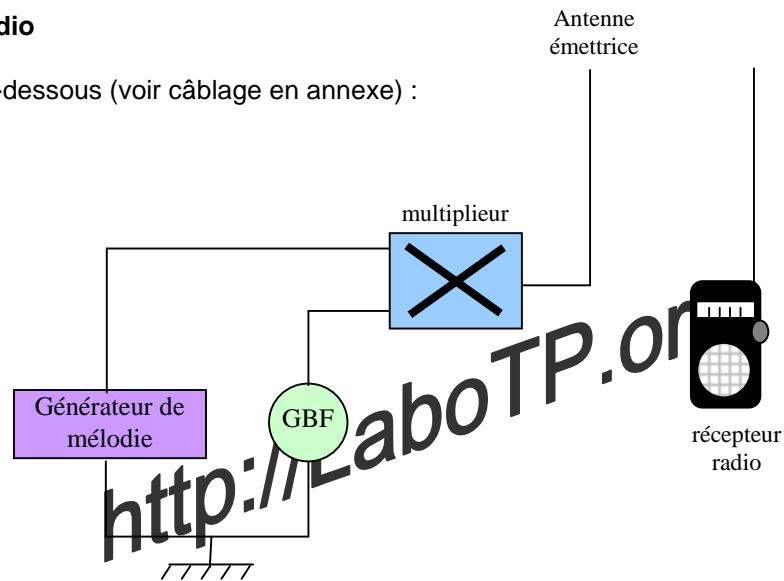 dio
Antenne
émettrice
-dessous (voir câblage en annexe) :
multiplieur
Générateur de
mélodie
GBF
récepteur
radio
http://LaboTP.or